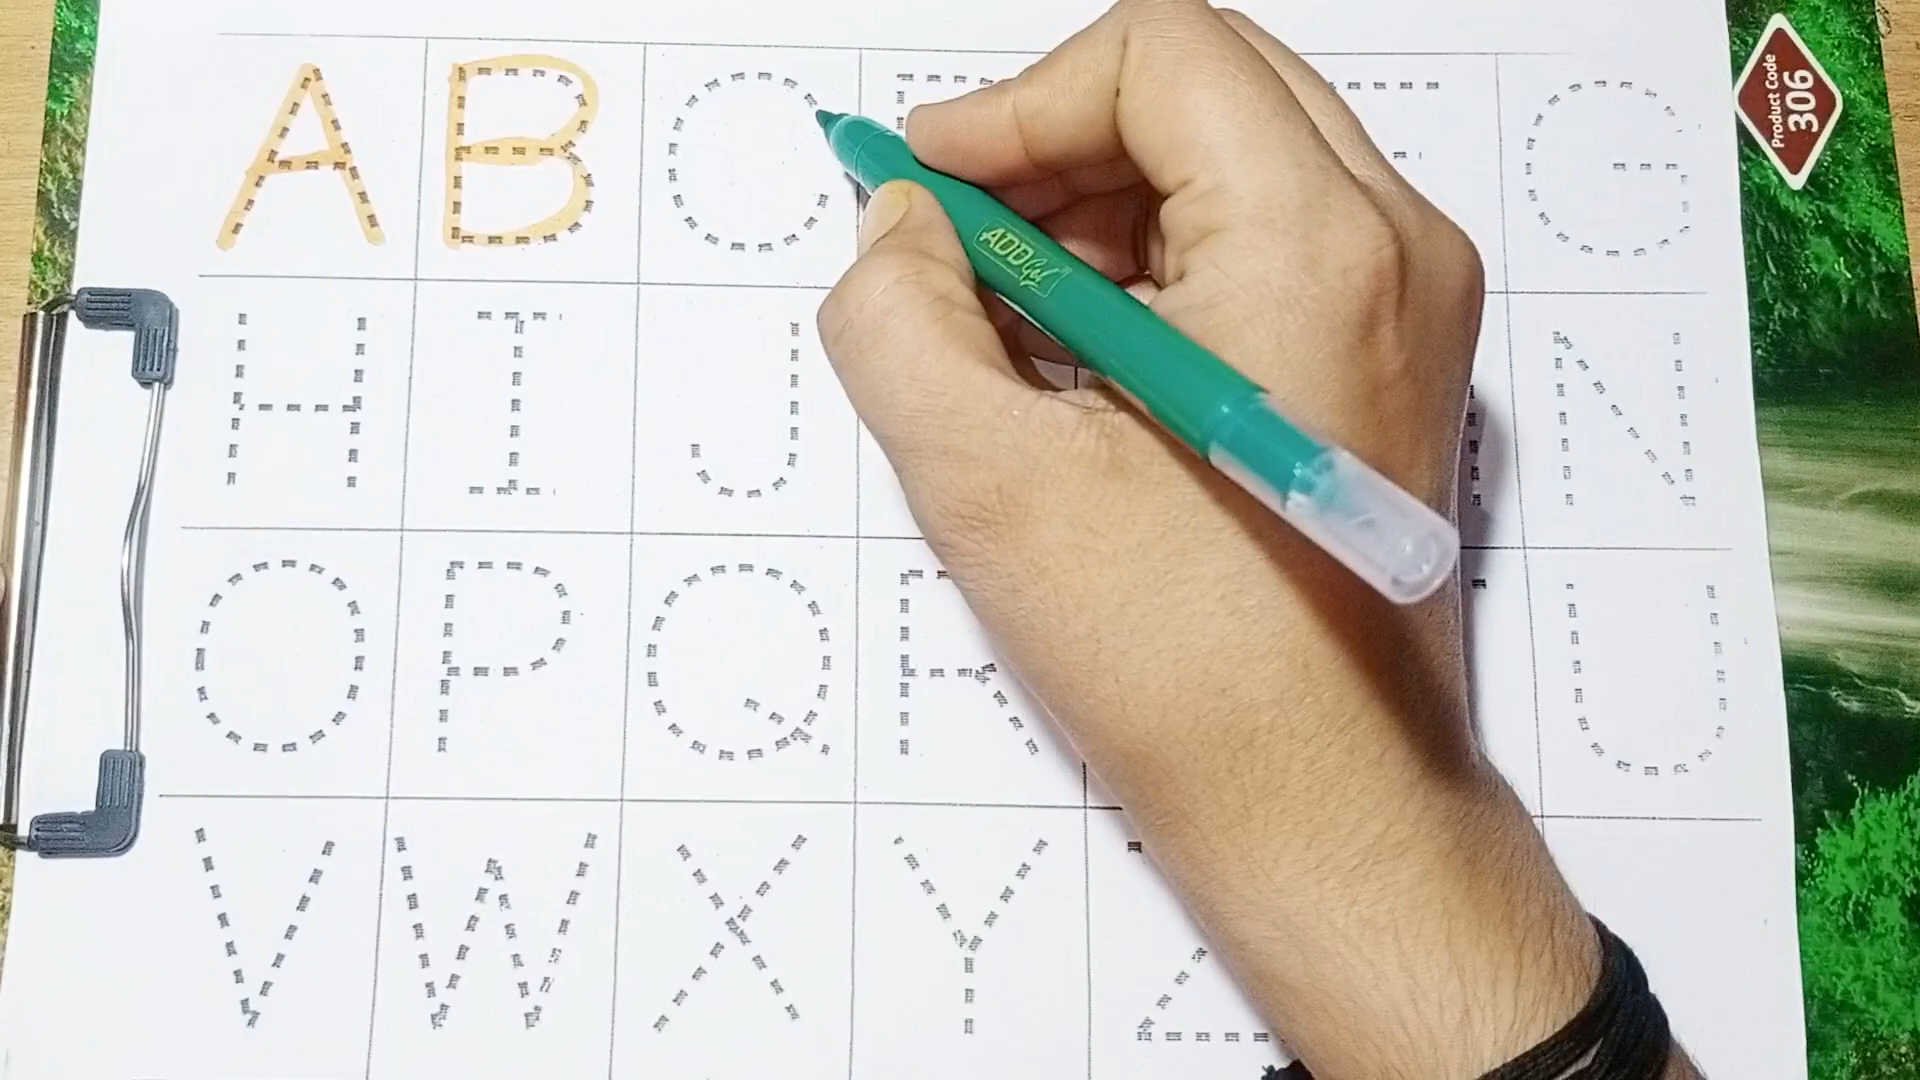 A B C G
H I J N
O P Q R U
V W X Y Z
ADD Gel
Product Code
306